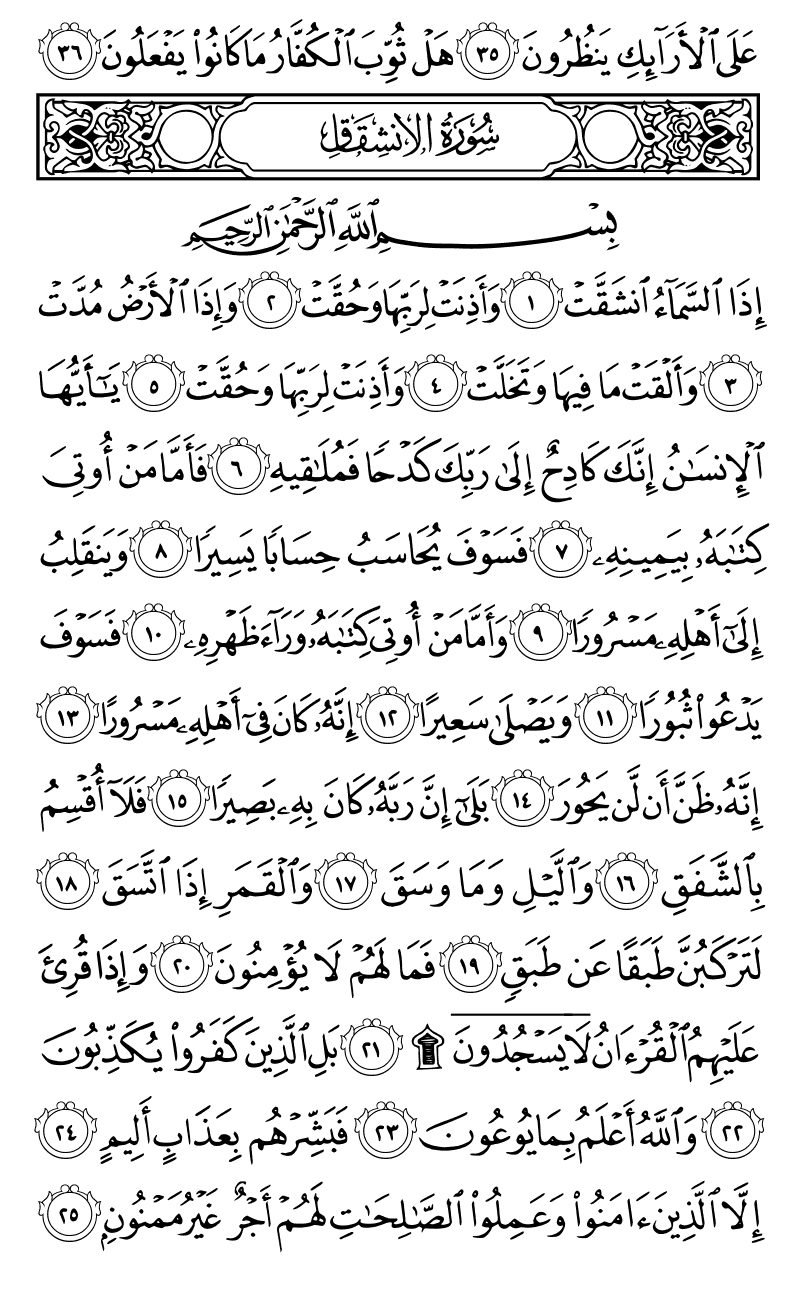 عَلَى ٱلْأَرَآئِكِ يَنظُرُونَ ٣٥ هَلْ ثُوِّبَ ٱلْكُفَّارُ مَا كَانُوا۟ يَفْعَلُونَ ٣٦
سُورَةُ الِانشِقَاقِ
بِسْمِ ٱللَّهِ ٱلرَّحْمَٰنِ ٱلرَّحِيمِ
إِذَا ٱلسَّمَآءُ ٱنشَقَّتْ ١ وَأَذِنَتْ لِرَبِّهَا وَحُقَّتْ ٢ وَإِذَا ٱلْأَرْضُ مُدَّتْ
٣ وَأَلْقَتْ مَا فِيهَا وَتَخَلَّتْ ٤ وَأَذِنَتْ لِرَبِّهَا وَحُقَّتْ ٥ يَـٰٓأَيُّهَا
ٱلْإِنسَـٰنُ إِنَّكَ كَادِحٌ إِلَىٰ رَبِّكَ كَدْحًا فَمُلَـٰقِيهِ ٦ فَأَمَّا مَنْ أُوتِىَ
كِتَـٰبَهُۥ بِيَمِينِهِۦ ٧ فَسَوْفَ يُحَاسَبُ حِسَابًا يَسِيرًا ٨ وَيَنقَلِبُ
إِلَىٰٓ أَهْلِهِۦ مَسْرُورًا ٩ وَأَمَّا مَنْ أُوتِىَ كِتَـٰبَهُۥ وَرَآءَ ظَهْرِهِۦ ١٠ فَسَوْفَ
يَدْعُوا۟ ثُبُورًا ١١ وَيَصْلَىٰ سَعِيرًا ١٢ إِنَّهُۥ كَانَ فِىٓ أَهْلِهِۦ مَسْرُورًا ١٣
إِنَّهُۥ ظَنَّ أَن لَّن يَحُورَ ١٤ بَلَىٰٓ إِنَّ رَبَّهُۥ كَانَ بِهِۦ بَصِيرًا ١٥ فَلَآ أُقْسِمُ
بِٱلشَّفَقِ ١٦ وَٱلَّيْلِ وَمَا وَسَقَ ١٧ وَٱلْقَمَرِ إِذَا ٱتَّسَقَ ١٨
لَتَرْكَبُنَّ طَبَقًا عَن طَبَقٍ ١٩ فَمَا لَهُمْ لَا يُؤْمِنُونَ ٢٠ وَإِذَا قُرِئَ
عَلَيْهِمُ ٱلْقُرْءَانُ لَا يَسْجُدُونَ ۩ ٢١ بَلِ ٱلَّذِينَ كَفَرُوا۟ يُكَذِّبُونَ
٢٢ وَٱللَّهُ أَعْلَمُ بِمَا يُوعُونَ ٢٣ فَبَشِّرْهُم بِعَذَابٍ أَلِيمٍ ٢٤
إِلَّا ٱلَّذِينَ ءَامَنُوا۟ وَعَمِلُوا۟ ٱلصَّـٰلِحَـٰتِ لَهُمْ أَجْرٌ غَيْرُ مَمْنُونٍۭ ٢٥